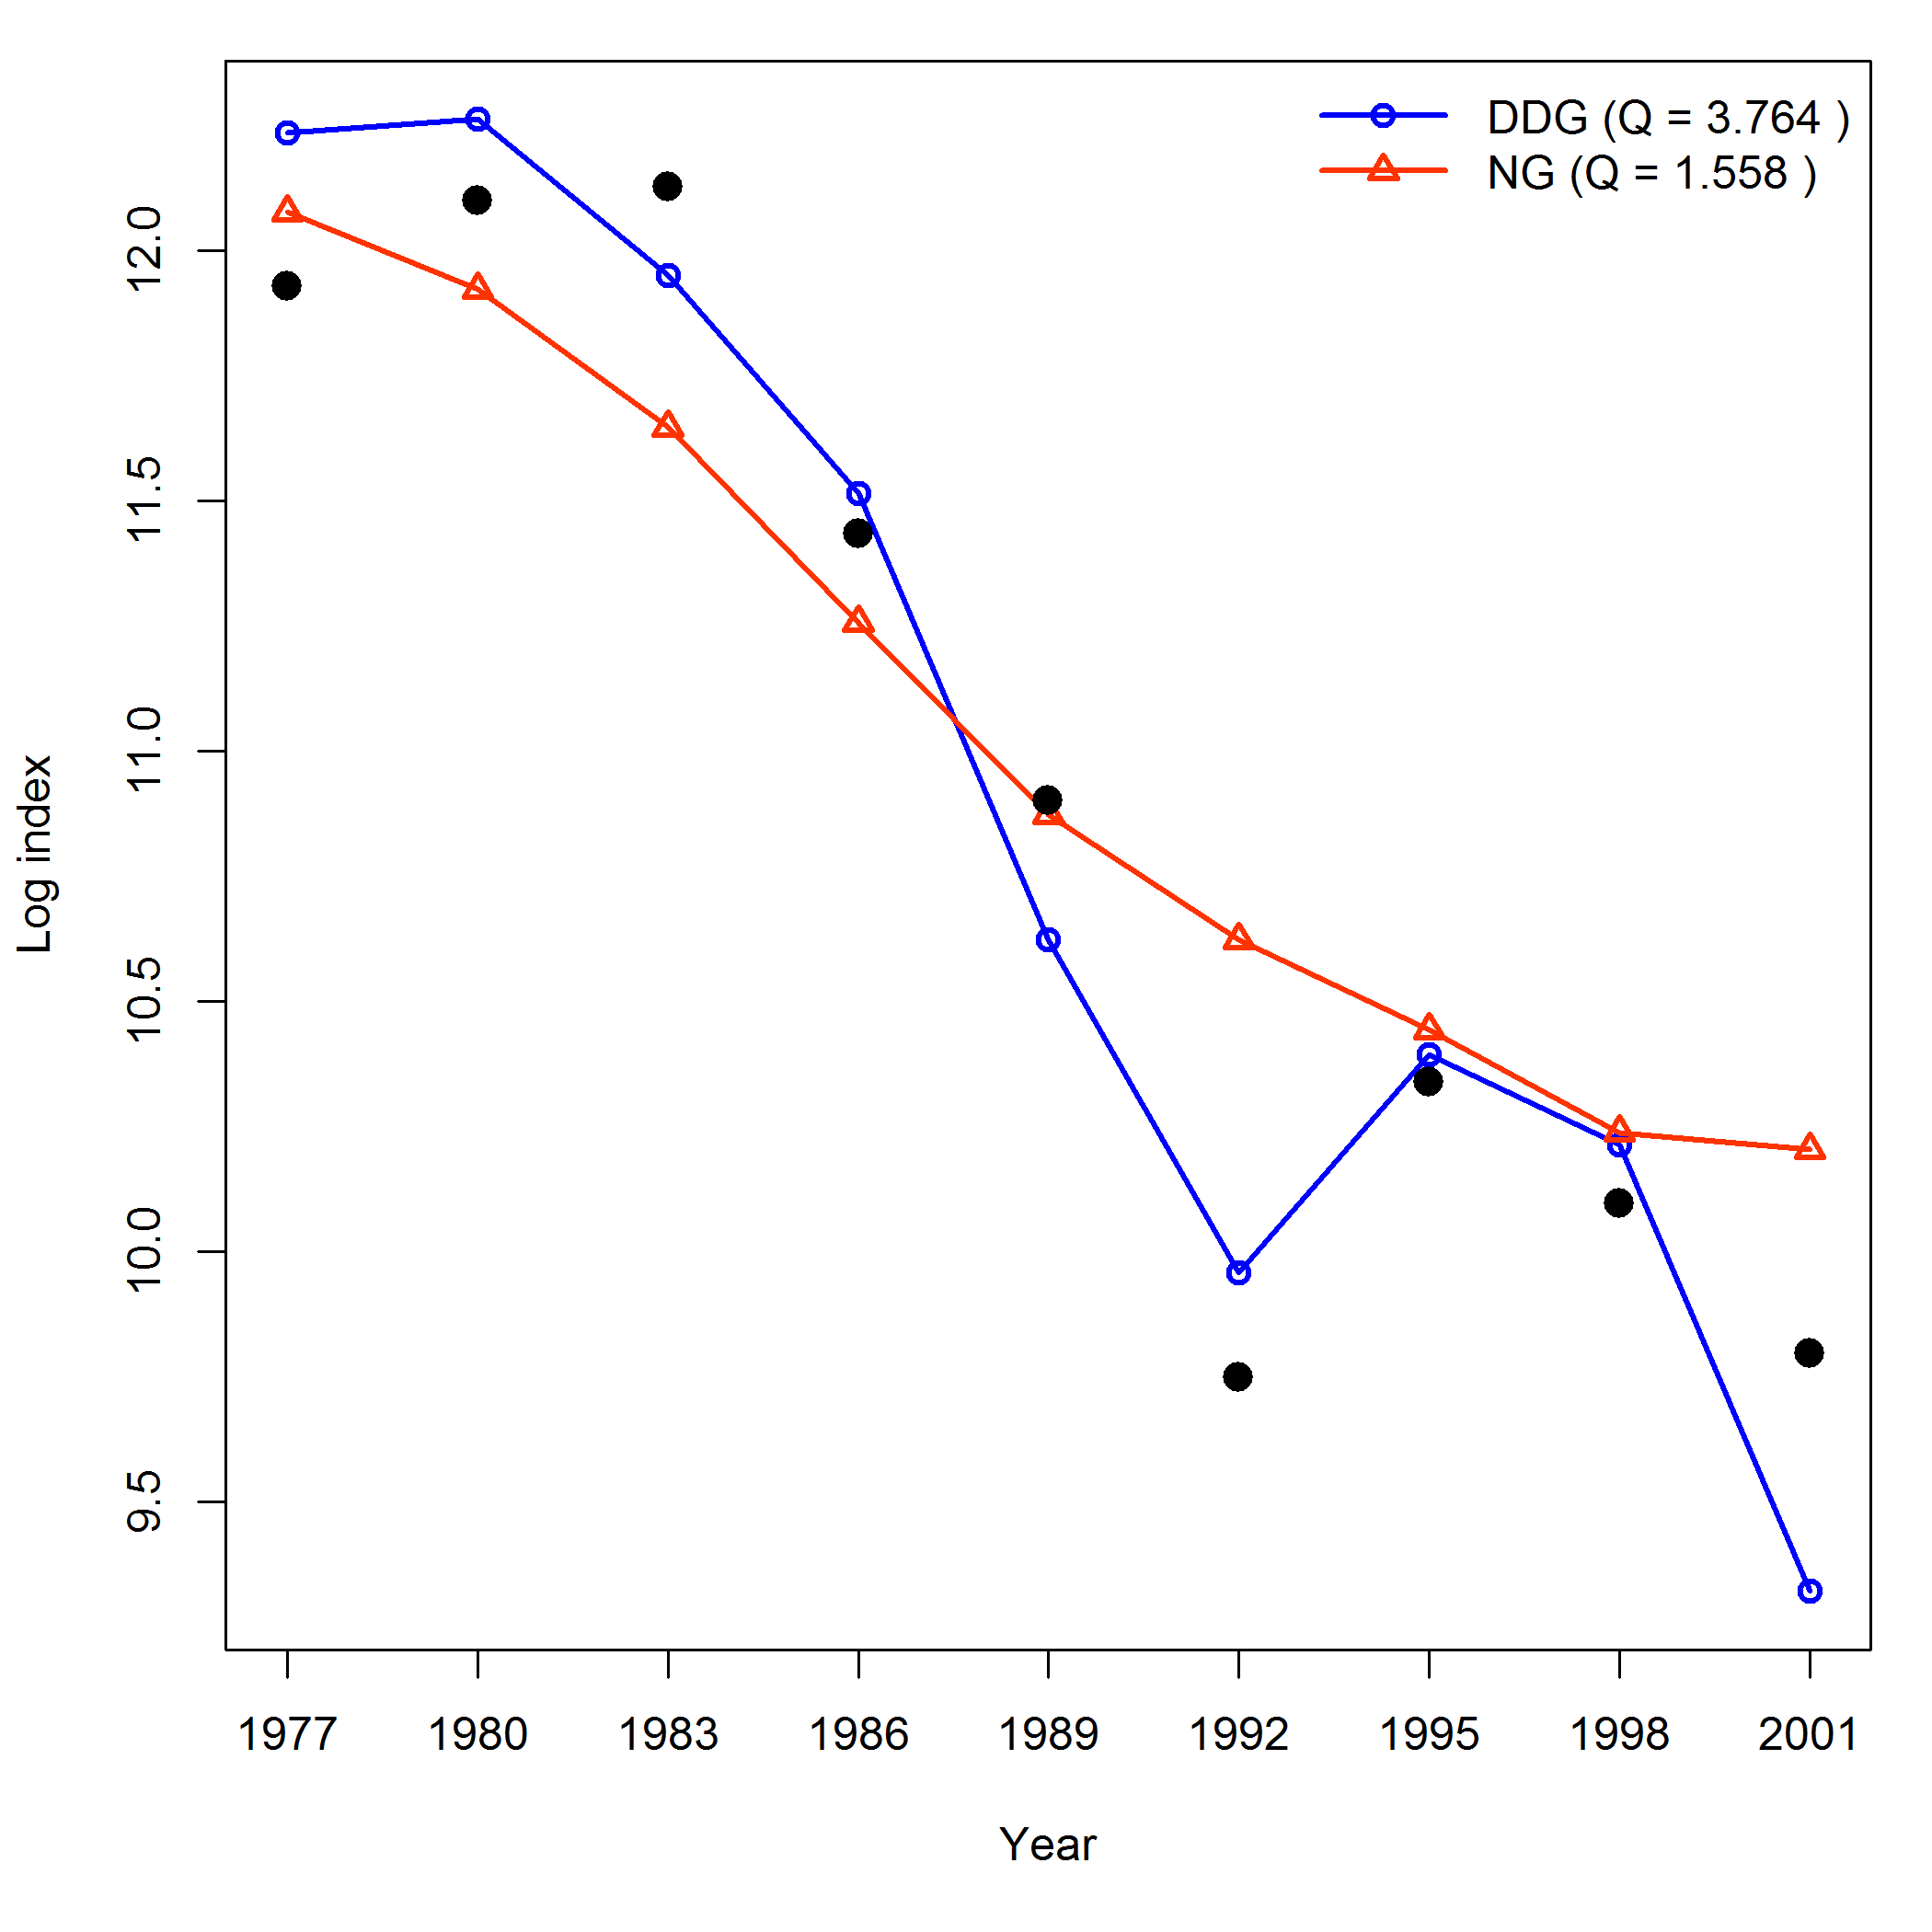 DDG (Q = 3.764 )
NG (Q = 1.558 )
Log index
12.0
11.5
11.0
10.5
10.0
9.5
1977 1980 1983 1986 1989 1992 1995 1998 2001
Year